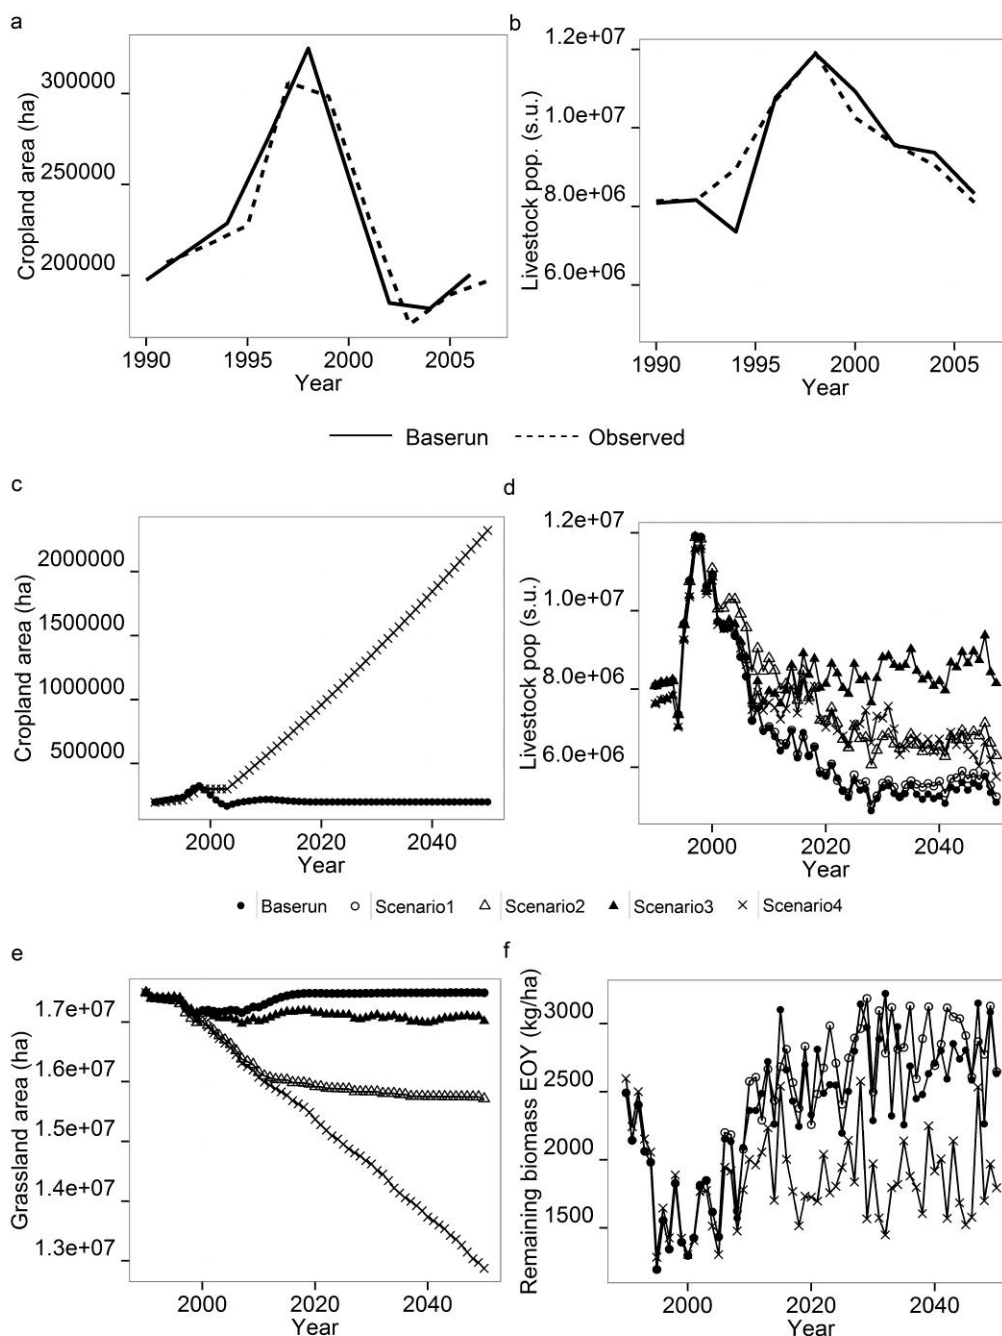 a
Cropland area (ha)
300000
250000
200000
1990 1995 2000 2005
Year
b
Livestock pop. (s.u.)
1.2e+07
1.0e+07
8.0e+06
6.0e+06
1990 1995 2000 2005
Year
Baserun Observed
c
Cropland area (ha)
2000000
1500000
1000000
500000
2000 2020 2040
Year
d
Livestock pop (s.u.)
1.2e+07
1.0e+07
8.0e+06
6.0e+06
2000 2020 2040
Year
Baserun Scenario1 Scenario2 Scenario3 Scenario4
e
Grassland area (ha)
1.7e+07
1.6e+07
1.5e+07
1.4e+07
1.3e+07
2000 2020 2040
Year
f
Remaining biomass EOY (kg/ha)
3000
2500
2000
1500
2000 2020 2040
Year